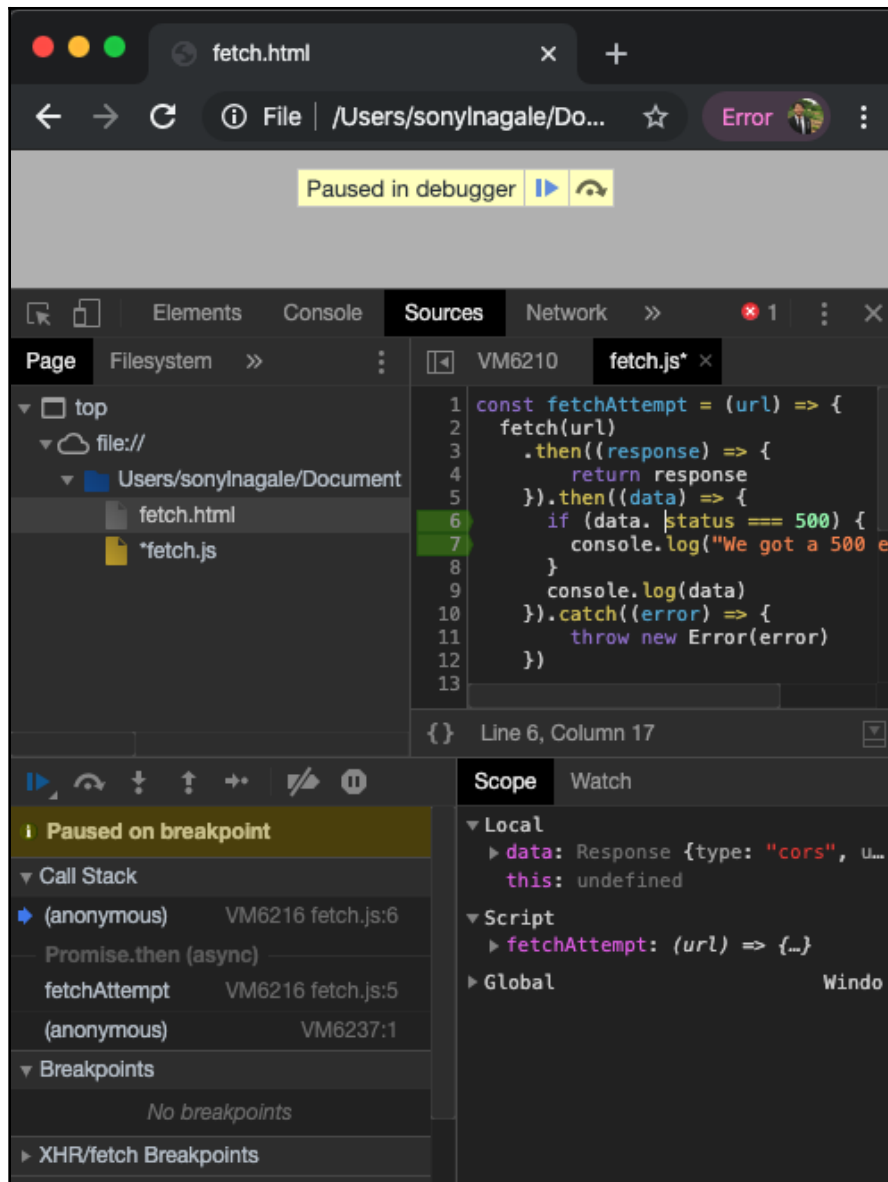 fetch.html
File /Users/sonylnagale/Do... Error
Paused in debugger
Elements Console Sources Network » 1
Page Filesystem »
top
file://
Users/sonylnagale/Document
fetch.html
*fetch.js
VM6210 fetch.js*
1 const fetchAttempt = (url) => {
2 fetch(url)
3 .then((response) => {
4 return response
5 }).then((data) => {
6 if (data. status === 500) {
7 console.log("We got a 500 e
8 }
9 console.log(data)
10 }).catch((error) => {
11 throw new Error(error)
12 })
13
{} Line 6, Column 17
Paused on breakpoint
Call Stack
(anonymous) VM6216 fetch.js:6
Promise.then (async)
fetchAttempt VM6216 fetch.js:5
(anonymous) VM6237:1
Breakpoints
No breakpoints
XHR/fetch Breakpoints
Scope Watch
Local
data: Response {type: "cors", u…
this: undefined
Script
fetchAttempt: (url) => {…}
Global Windo